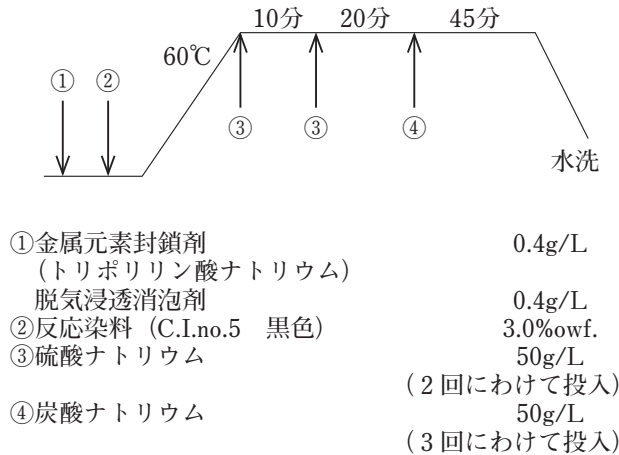 10分 20分 45分
60℃
① ②
③ ③ ④
水洗
①金属元素封鎖剤 0.4g/L
(トリポリリン酸ナトリウム)
脱気浸透消泡剤 0.4g/L
②反応染料（C.I.no.5 黒色） 3.0%owf.
③硫酸ナトリウム 50g/L
(２回にわけて投入)
④炭酸ナトリウム 50g/L
(３回にわけて投入)